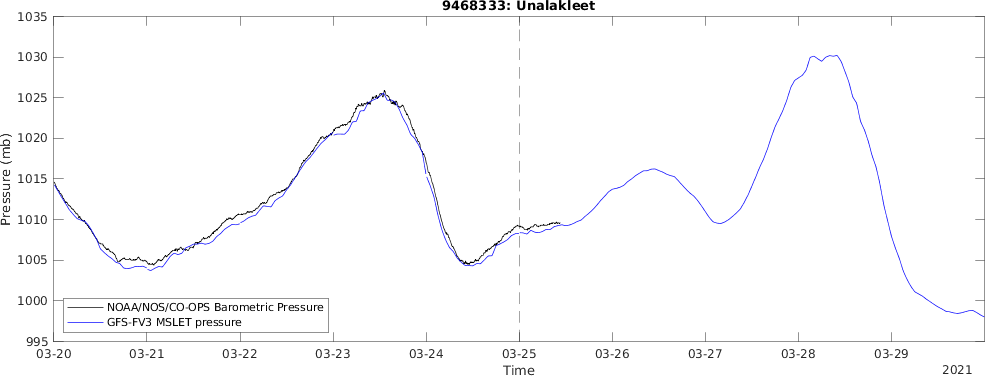 9468333: Unalakleet
1035
1030
1025
1020
1015
1010
1005
1000
995
Pressure (mb)
NOAA/NOS/CO-OPS Barometric Pressure
GFS-FV3 MSLET pressure
03-20 03-21 03-22 03-23 03-24 03-25 03-26 03-27 03-28 03-29
Time
2021